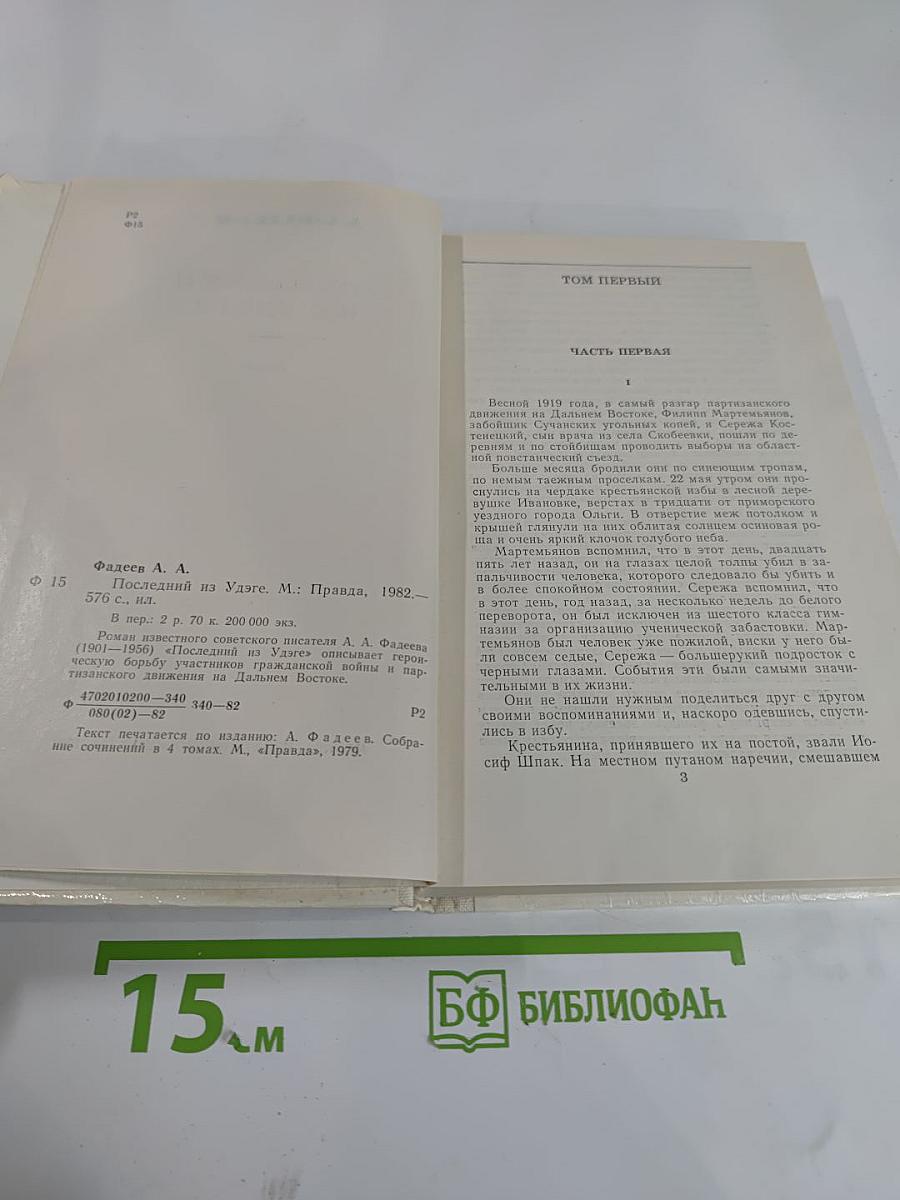 Р2
Ф15
Фадеев А. А.
Ф 15
Последний из Удэге. М.: Правда, 1982.—
576 с., ил.
В пер.: 2 р. 70 к. 200 000 экз.
Роман известного советского писателя А. А. Фадеева
(1901—1956) «Последний из Удэге» описывает герои-
ческую борьбу участников гражданской войны и пар-
тизанского движения на Дальнем Востоке.
Ф 4702010200—340 340—82
080(02)—82
Р2
Текст печатается по изданию: А. Фадеев. Собра-
ние сочинений в 4 томах. М., «Правда», 1979.
ТОМ ПЕРВЫЙ
ЧАСТЬ ПЕРВАЯ
I
Весной 1919 года, в самый разгар партизанского
движения на Дальнем Востоке, Филипп Мартемьянов,
забойщик Сучанских угольных копей, и Сережа Кос-
тенецкий, сын врача из села Скобеевки, пошли по де-
ревням и по стойбищам проводить выборы на област-
ной повстанческий съезд.
Больше месяца бродили они по синеющим тропам,
по немым таежным проселкам. 22 мая утром они про-
снулись на чердаке крестьянской избы в лесной дере-
вушке Ивановке, верстах в тридцати от приморского
уездного города Ольги. В отверстие меж потолком и
крышей глянули на них облитая солнцем осиновая ро-
ща и очень яркий клочок голубого неба.
Мартемьянов вспомнил, что в этот день, двадцать
пять лет назад, он на глазах целой толпы убил в за-
пальчивости человека, которого следовало бы убить и
в более спокойном состоянии. Сережа вспомнил, что
в этот день, год назад, за несколько недель до белого
переворота, он был исключен из шестого класса гим-
назии за организацию ученической забастовки. Мар-
темьянов был человек уже пожилой, виски у него бы-
ли совсем седые, Сережа — большерукий подросток с
черными глазами. События эти были самыми значи-
тельными в их жизни.
Они не нашли нужным поделиться друг с другом
своими воспоминаниями и, наскоро одевшись, спусти-
лись в избу.
Крестьянина, принявшего их на постой, звали Ио-
сиф Шпак. На местном путаном наречии, смешавшем
3
15 см
БФ БИБЛИОФАН